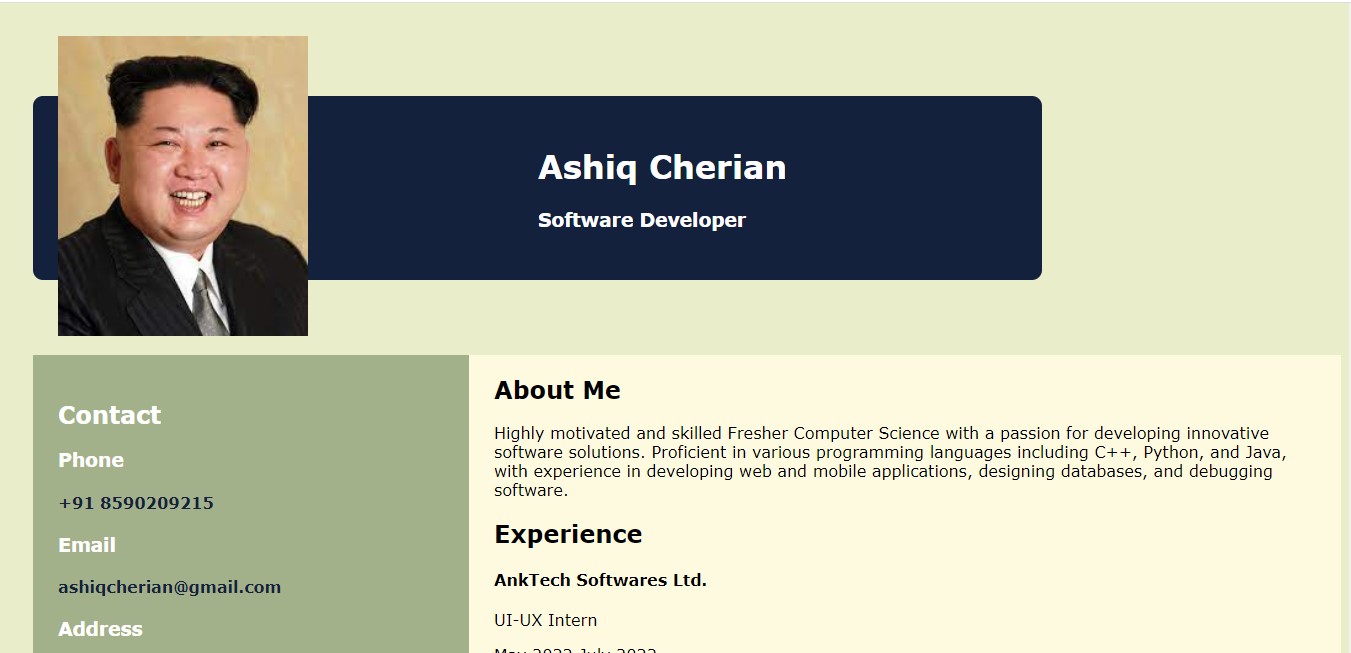 Ashiq Cherian
Software Developer
Contact
Phone
+91 8590209215
Email
ashiqcherian@gmail.com
Address
About Me
Highly motivated and skilled Fresher Computer Science with a passion for developing innovative
software solutions. Proficient in various programming languages including C++, Python, and Java,
with experience in developing web and mobile applications, designing databases, and debugging
software.
Experience
AnkTech Softwares Ltd.
UI-UX Intern